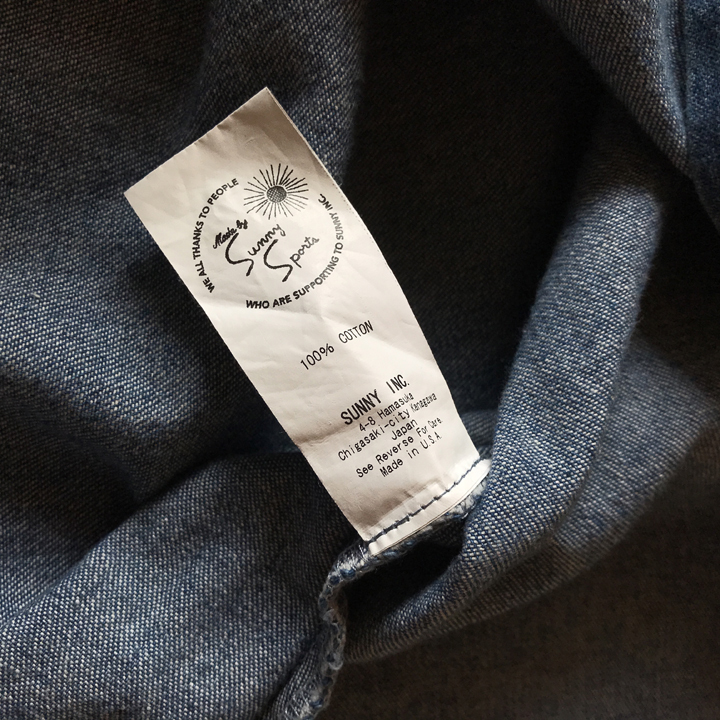 WE ALL THANKS TO PEOPLE
WHO ARE SUPPORTING TO SUNNY INC.
Made by
Sunny
Sports
100% COTTON
SUNNY INC.
4-8 Hamasuka
Chigasaki-City Kanagawa
Japan
See Reverse For Care
Made in U.S.A